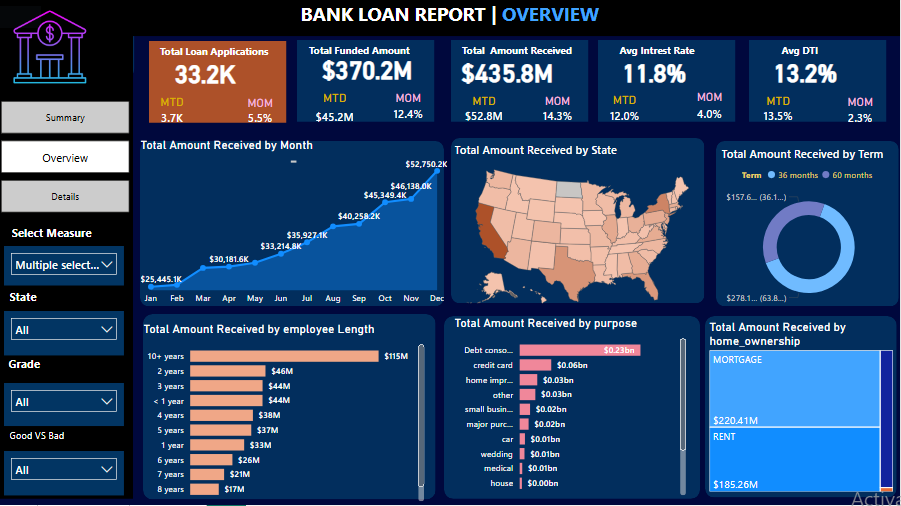 BANK LOAN REPORT | OVERVIEW
Total Loan Applications
33.2K
MTD MOM
3.7K 5.5%
Total Funded Amount
$370.2M
MTD MOM
$45.2M 12.4%
Total Amount Received
$435.8M
MTD MOM
$52.8M 14.3%
Avg Intrest Rate
11.8%
MTD MOM
12.0% 4.0%
Avg DTI
13.2%
MTD MOM
13.5% 2.3%
Summary
Overview
Details
Select Measure
Multiple select...
State
All
Grade
All
Good VS Bad
All
Total Amount Received by Month
$25,445.1K
$30,181.6K
$33,214.8K
$35,927.1K
$40,258.2K
$45,349.4K
$46,138.0K
$52,750.2K
Jan Feb Mar Apr May Jun Jul Aug Sep Oct Nov Dec
Total Amount Received by State
Total Amount Received by Term
Term 36 months 60 months
$157.6... (36.1...)
$278.1... (63.8...)
Total Amount Received by employee Length
10+ years $115M
2 years $46M
3 years $44M
< 1 year $44M
4 years $38M
5 years $37M
1 year $33M
6 years $26M
7 years $21M
8 years $17M
Total Amount Received by purpose
Debt conso... $0.23bn
credit card $0.06bn
home impr... $0.03bn
other $0.03bn
small busin... $0.02bn
major purc... $0.02bn
car $0.01bn
wedding $0.01bn
medical $0.01bn
house $0.00bn
Total Amount Received by
home_ownership
MORTGAGE
$220.41M
RENT
$185.26M
Activa